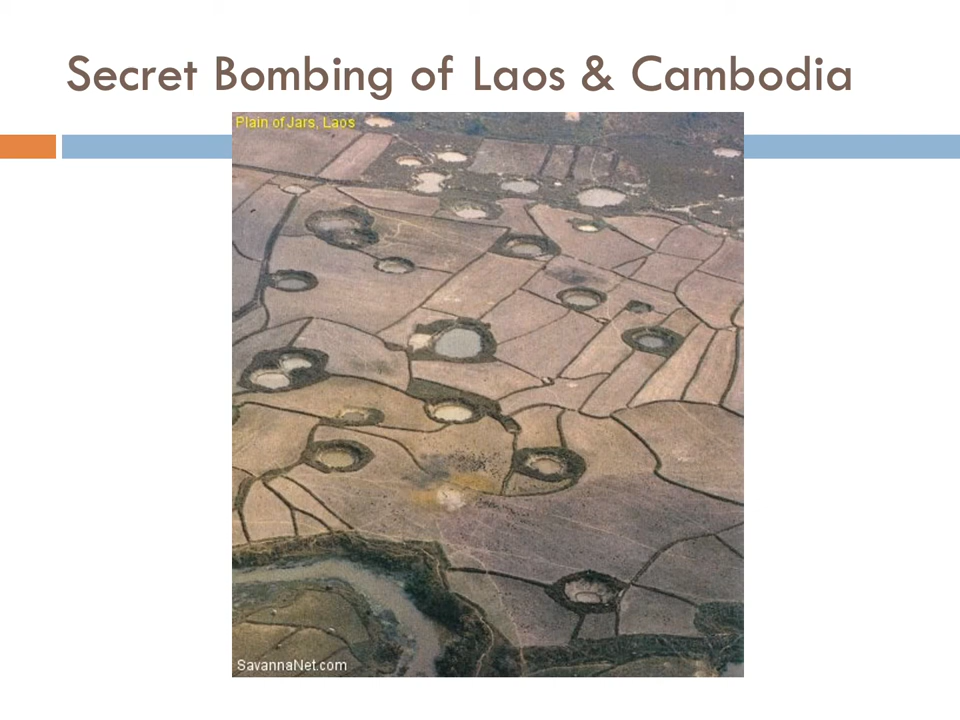 Secret Bombing of Laos & Cambodia
Plain of Jars, Laos
SavannaNet.com